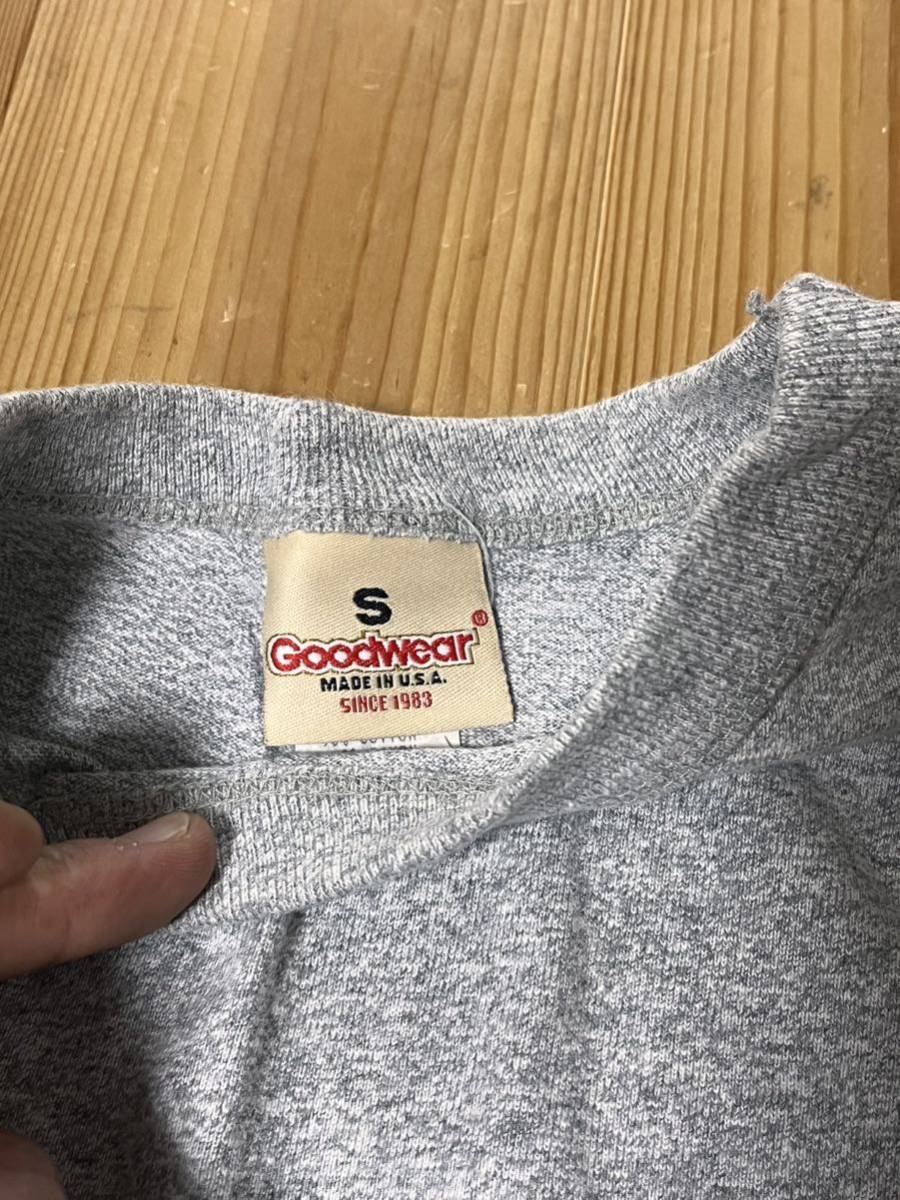 S
Goodwear®
MADE IN U.S.A.
SINCE 1983